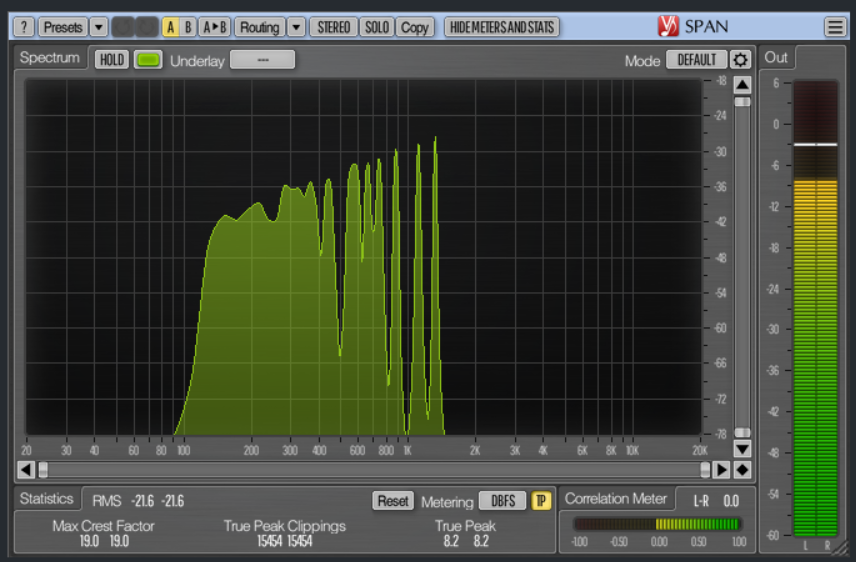 ? Presets A B A▸B Routing STEREO SOLO Copy HIDE METERS AND STATS SPAN
Spectrum HOLD Underlay --- Mode DEFAULT Out
-18
-24
-30
-36
-42
-48
-54
-60
-66
-72
-78
20 30 40 60 80 100 200 300 400 600 800 1K 2K 3K 4K 6K 8K 10K 20K
6
0
-6
-12
-18
-24
-30
-36
-42
-48
-54
-60
L R
Statistics RMS -21.6 -21.6 Reset Metering DBFS TP
Max Crest Factor True Peak Clippings True Peak
19.0 19.0 15454 15454 8.2 8.2
Correlation Meter L-R 0.0
-1.00 -0.50 0.00 0.50 1.00